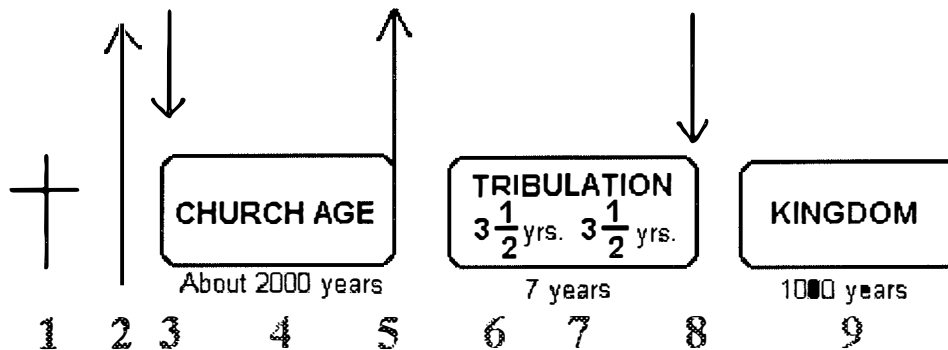 CHURCH AGE
About 2000 years
TRIBULATION
3 1/2 yrs. 3 1/2 yrs.
7 years
KINGDOM
1000 years
1 2 3 4 5 6 7 8 9